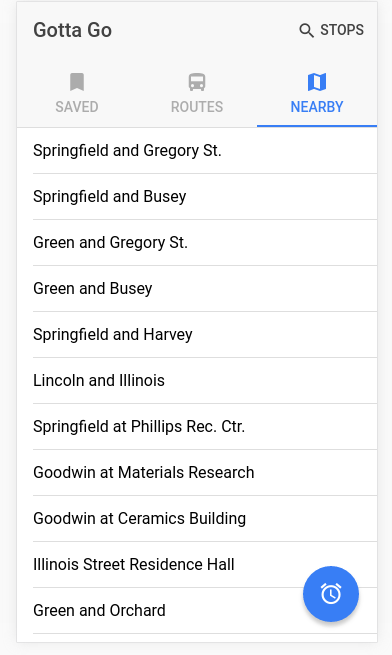 Gotta Go
STOPS
SAVED
ROUTES
NEARBY
Springfield and Gregory St.
Springfield and Busey
Green and Gregory St.
Green and Busey
Springfield and Harvey
Lincoln and Illinois
Springfield at Phillips Rec. Ctr.
Goodwin at Materials Research
Goodwin at Ceramics Building
Illinois Street Residence Hall
Green and Orchard